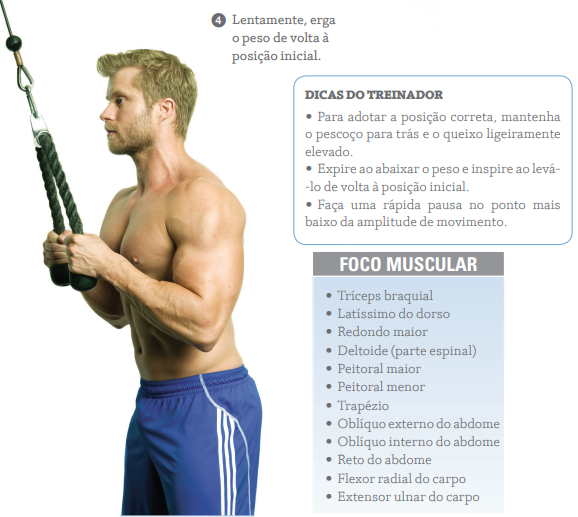 4 Lentamente, erga
o peso de volta à
posição inicial.
DICAS DO TREINADOR
• Para adotar a posição correta, mantenha
o pescoço para trás e o queixo ligeiramente
elevado.
• Expire ao abaixar o peso e inspire ao levá-
-lo de volta à posição inicial.
• Faça uma rápida pausa no ponto mais
baixo da amplitude de movimento.
FOCO MUSCULAR
• Tríceps braquial
• Latíssimo do dorso
• Redondo maior
• Deltoide (parte espinal)
• Peitoral maior
• Peitoral menor
• Trapézio
• Oblíquo externo do abdome
• Oblíquo interno do abdome
• Reto do abdome
• Flexor radial do carpo
• Extensor ulnar do carpo